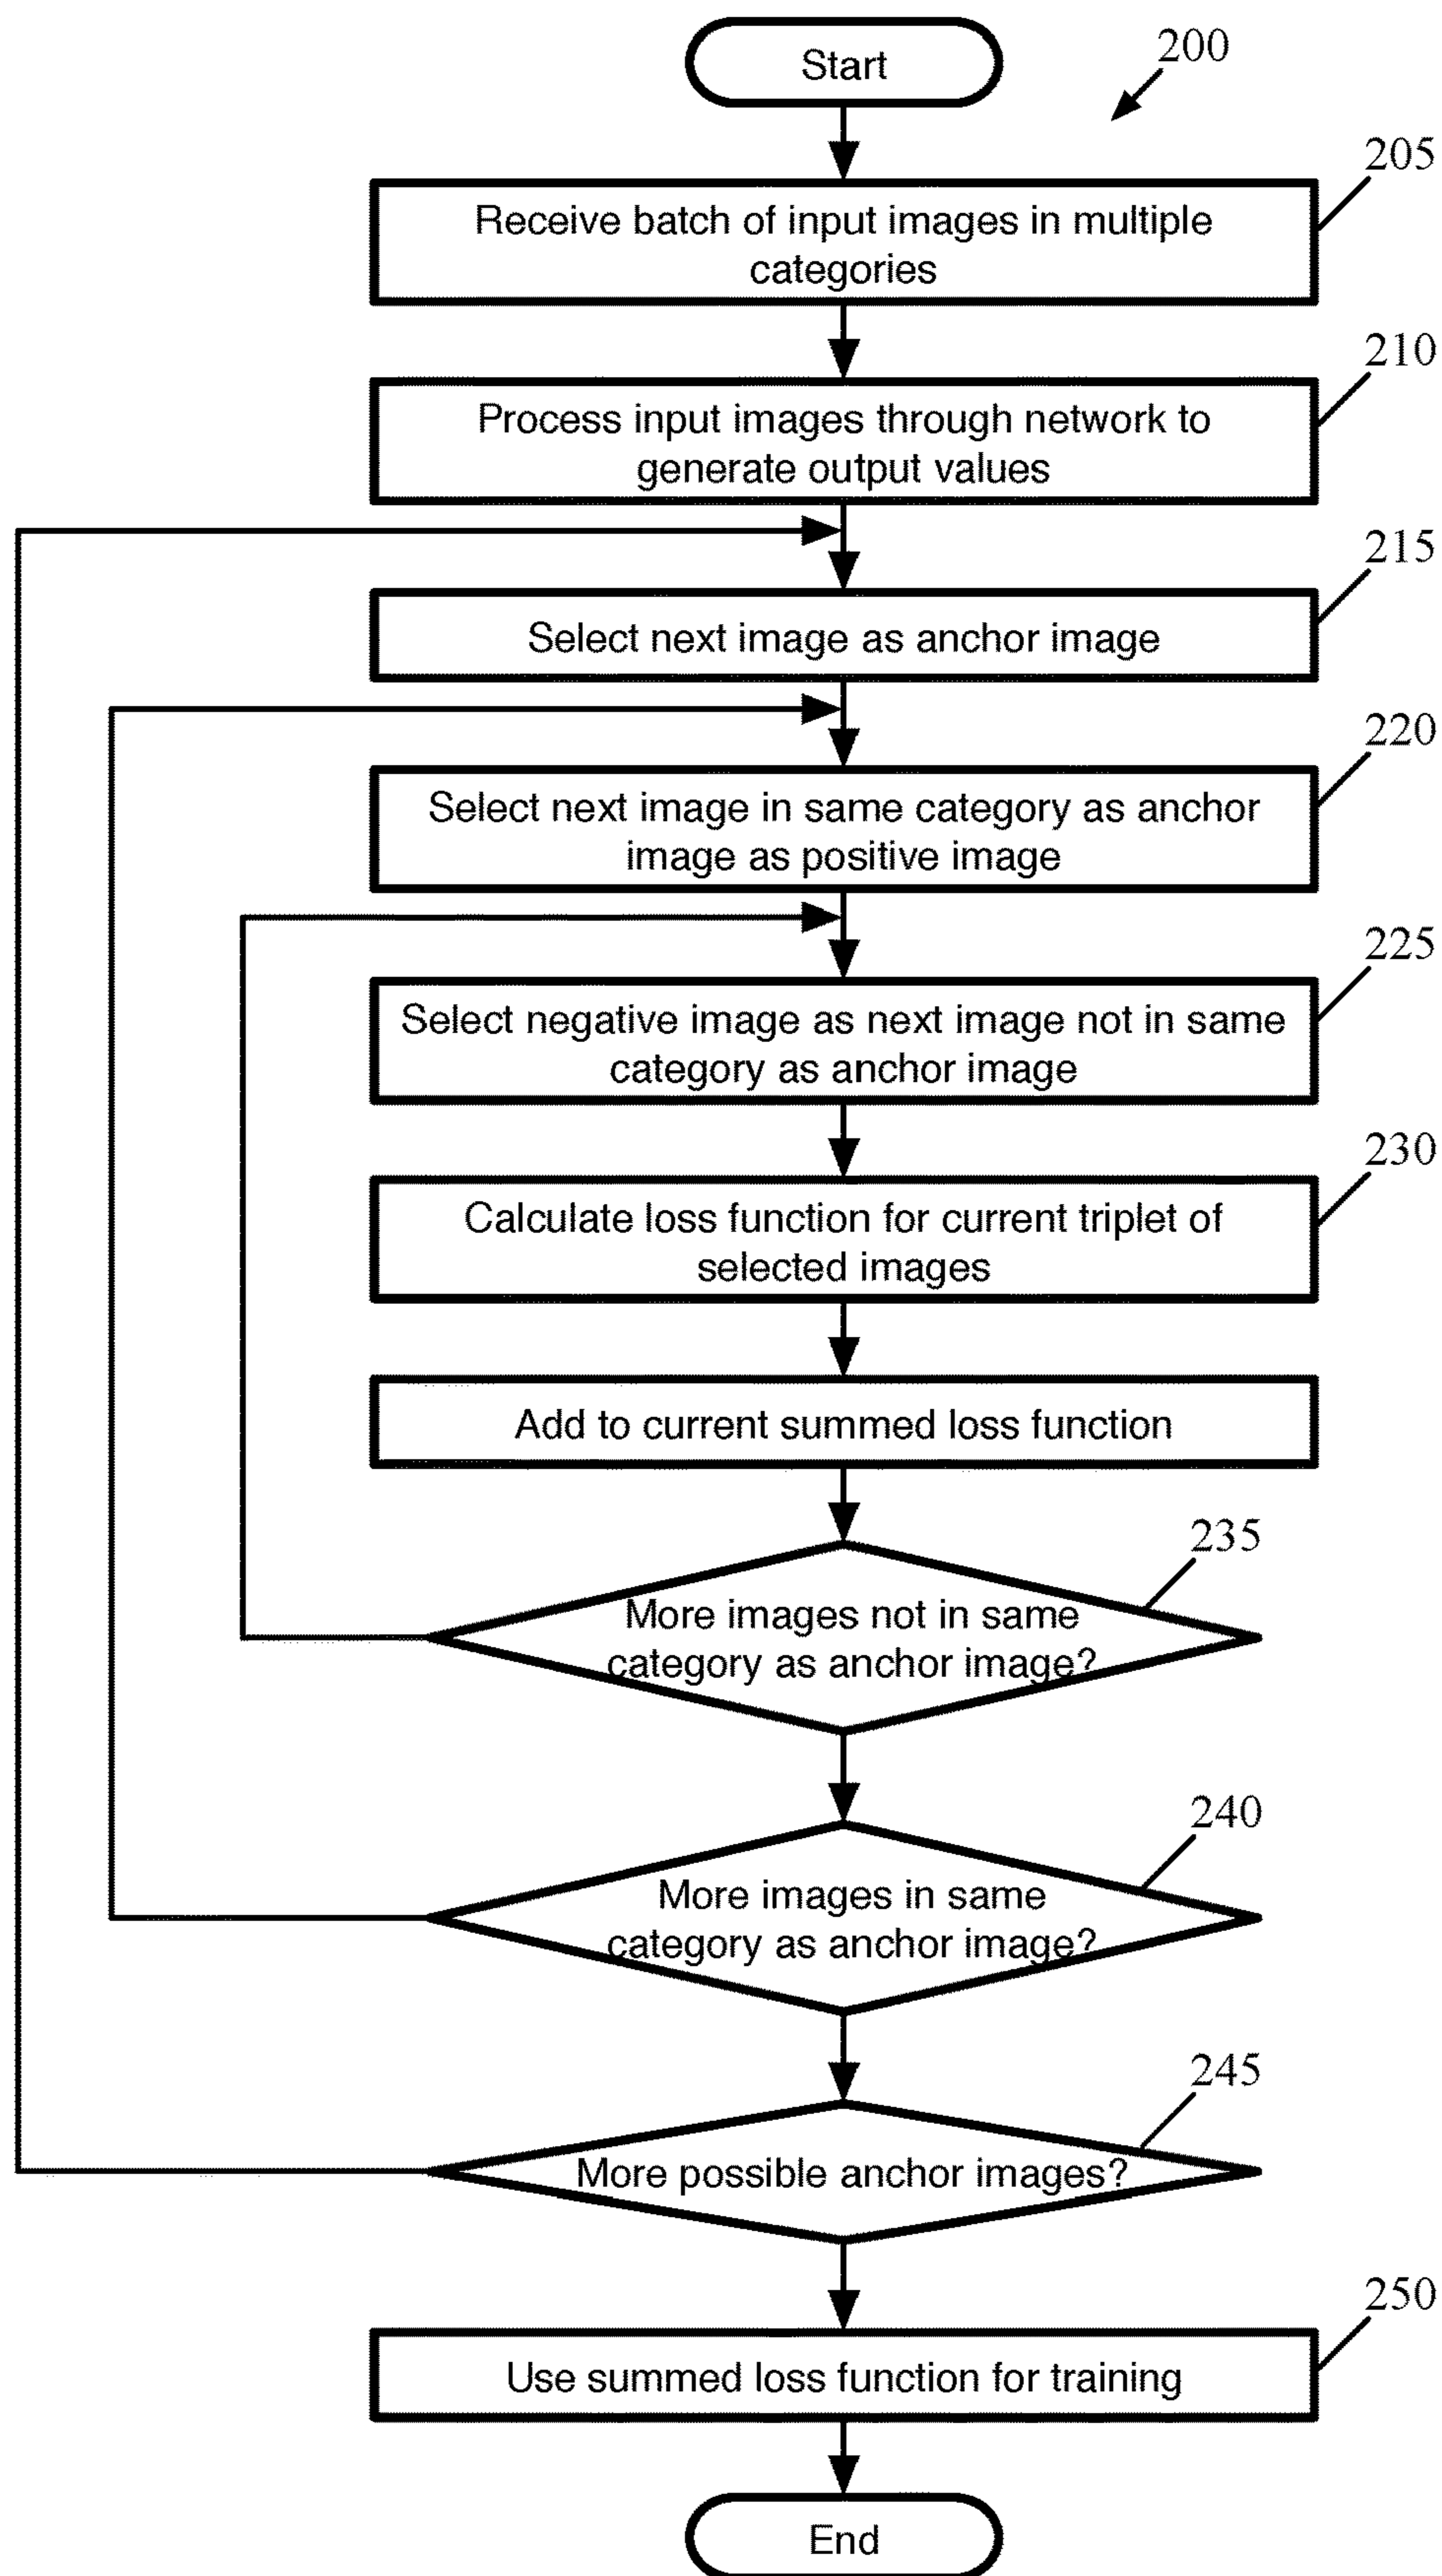 Start
200
205
Receive batch of input images in multiple
categories
210
Process input images through network to
generate output values
215
Select next image as anchor image
220
Select next image in same category as anchor
image as positive image
225
Select negative image as next image not in same
category as anchor image
230
Calculate loss function for current triplet of
selected images
Add to current summed loss function
235
More images not in same
category as anchor image?
240
More images in same
category as anchor image?
245
More possible anchor images?
250
Use summed loss function for training
End